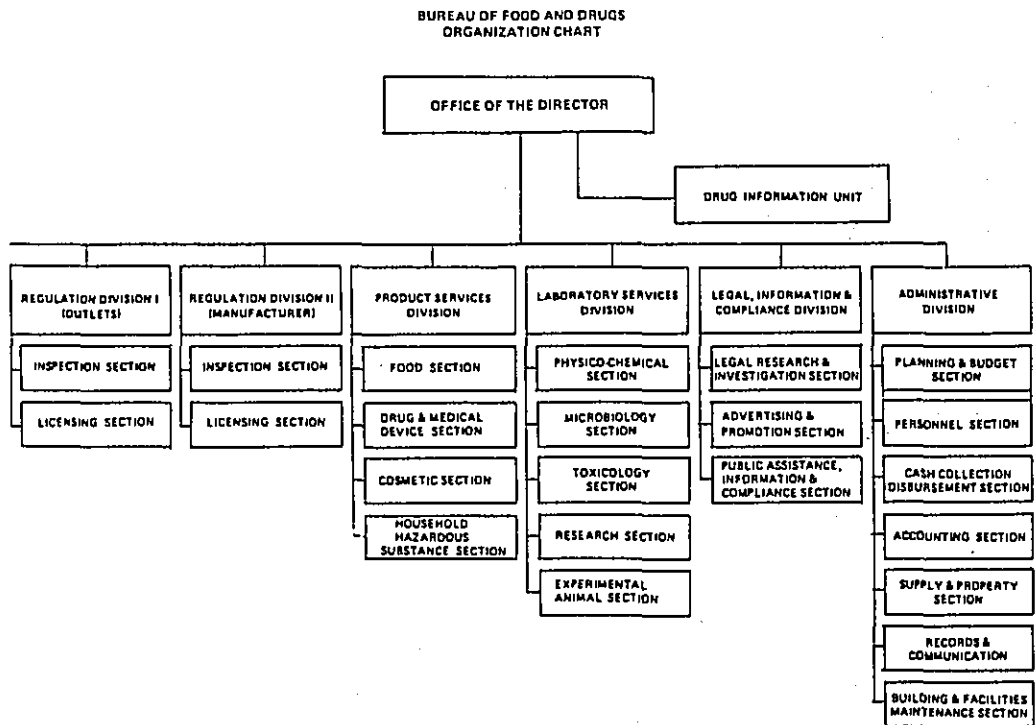 BUREAU OF FOOD AND DRUGS
ORGANIZATION CHART
OFFICE OF THE DIRECTOR
DRUG INFORMATION UNIT
REGULATION DIVISION I
(OUTLETS)
INSPECTION SECTION
LICENSING SECTION
REGULATION DIVISION II
(MANUFACTURER)
INSPECTION SECTION
LICENSING SECTION
PRODUCT SERVICES
DIVISION
FOOD SECTION
DRUG & MEDICAL
DEVICE SECTION
COSMETIC SECTION
HOUSEHOLD
HAZARDOUS
SUBSTANCE SECTION
LABORATORY SERVICES
DIVISION
PHYSICO-CHEMICAL
SECTION
MICROBIOLOGY
SECTION
TOXICOLOGY
SECTION
RESEARCH SECTION
EXPERIMENTAL
ANIMAL SECTION
LEGAL, INFORMATION &
COMPLIANCE DIVISION
LEGAL RESEARCH &
INVESTIGATION SECTION
ADVERTISING &
PROMOTION SECTION
PUBLIC ASSISTANCE,
INFORMATION &
COMPLIANCE SECTION
ADMINISTRATIVE
DIVISION
PLANNING & BUDGET
SECTION
PERSONNEL SECTION
CASH COLLECTION
DISBURSEMENT SECTION
ACCOUNTING SECTION
SUPPLY & PROPERTY
SECTION
RECORDS &
COMMUNICATION
BUILDING & FACILITIES
MAINTENANCE SECTION